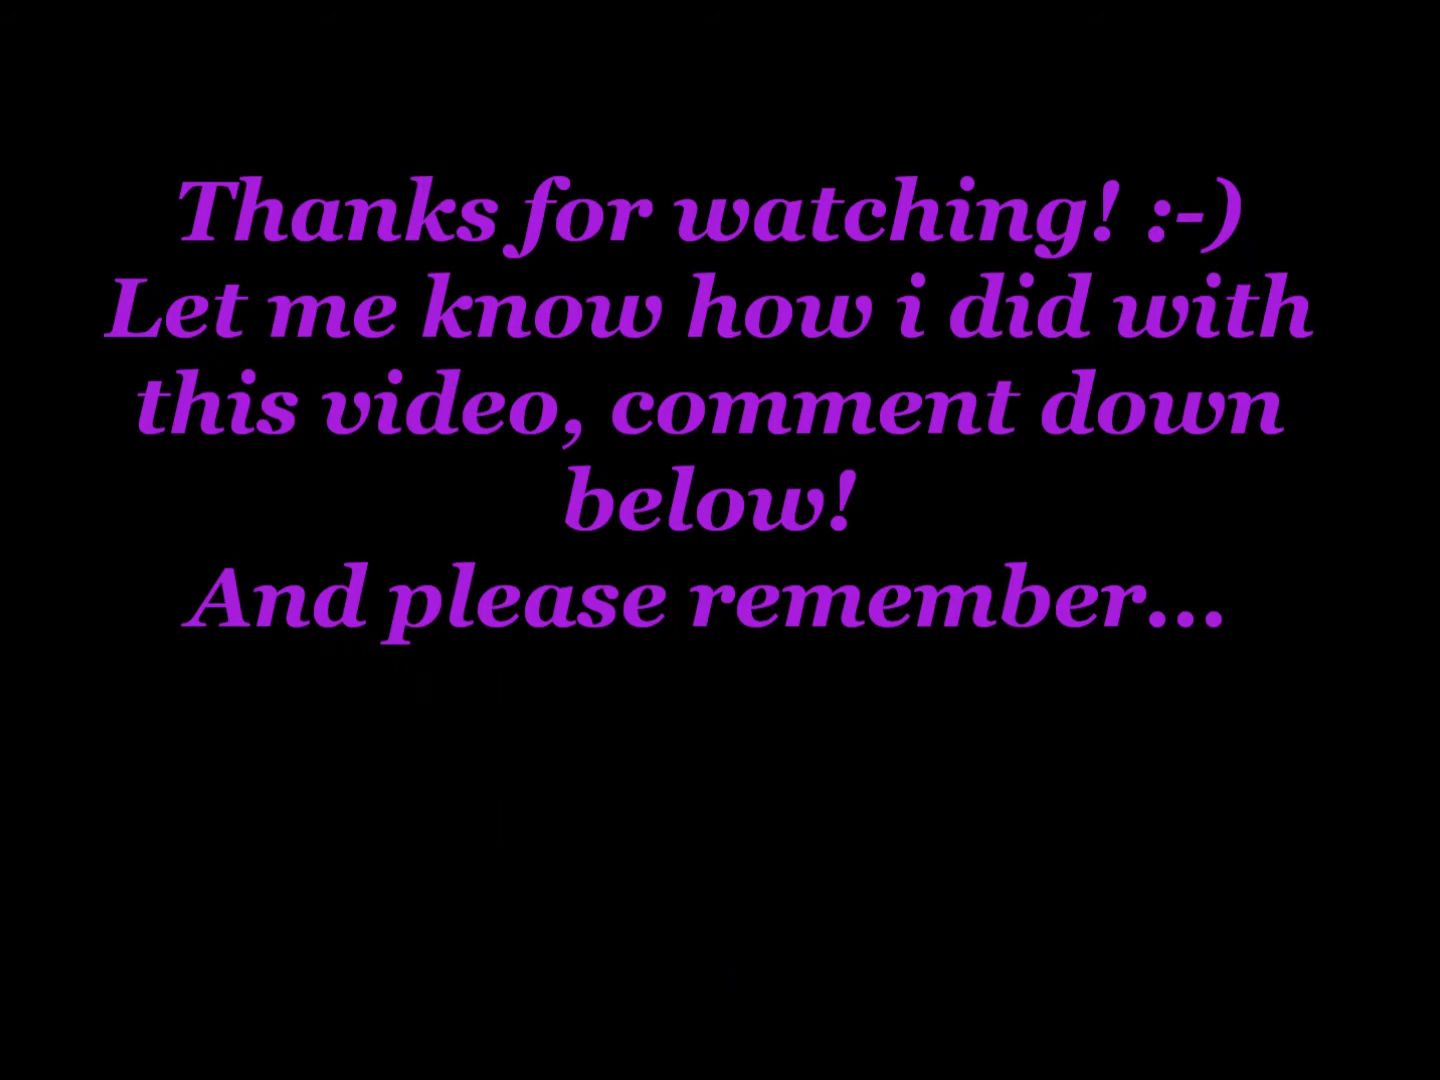 Thanks for watching! :-)
Let me know how i did with
this video, comment down
below!
And please remember...